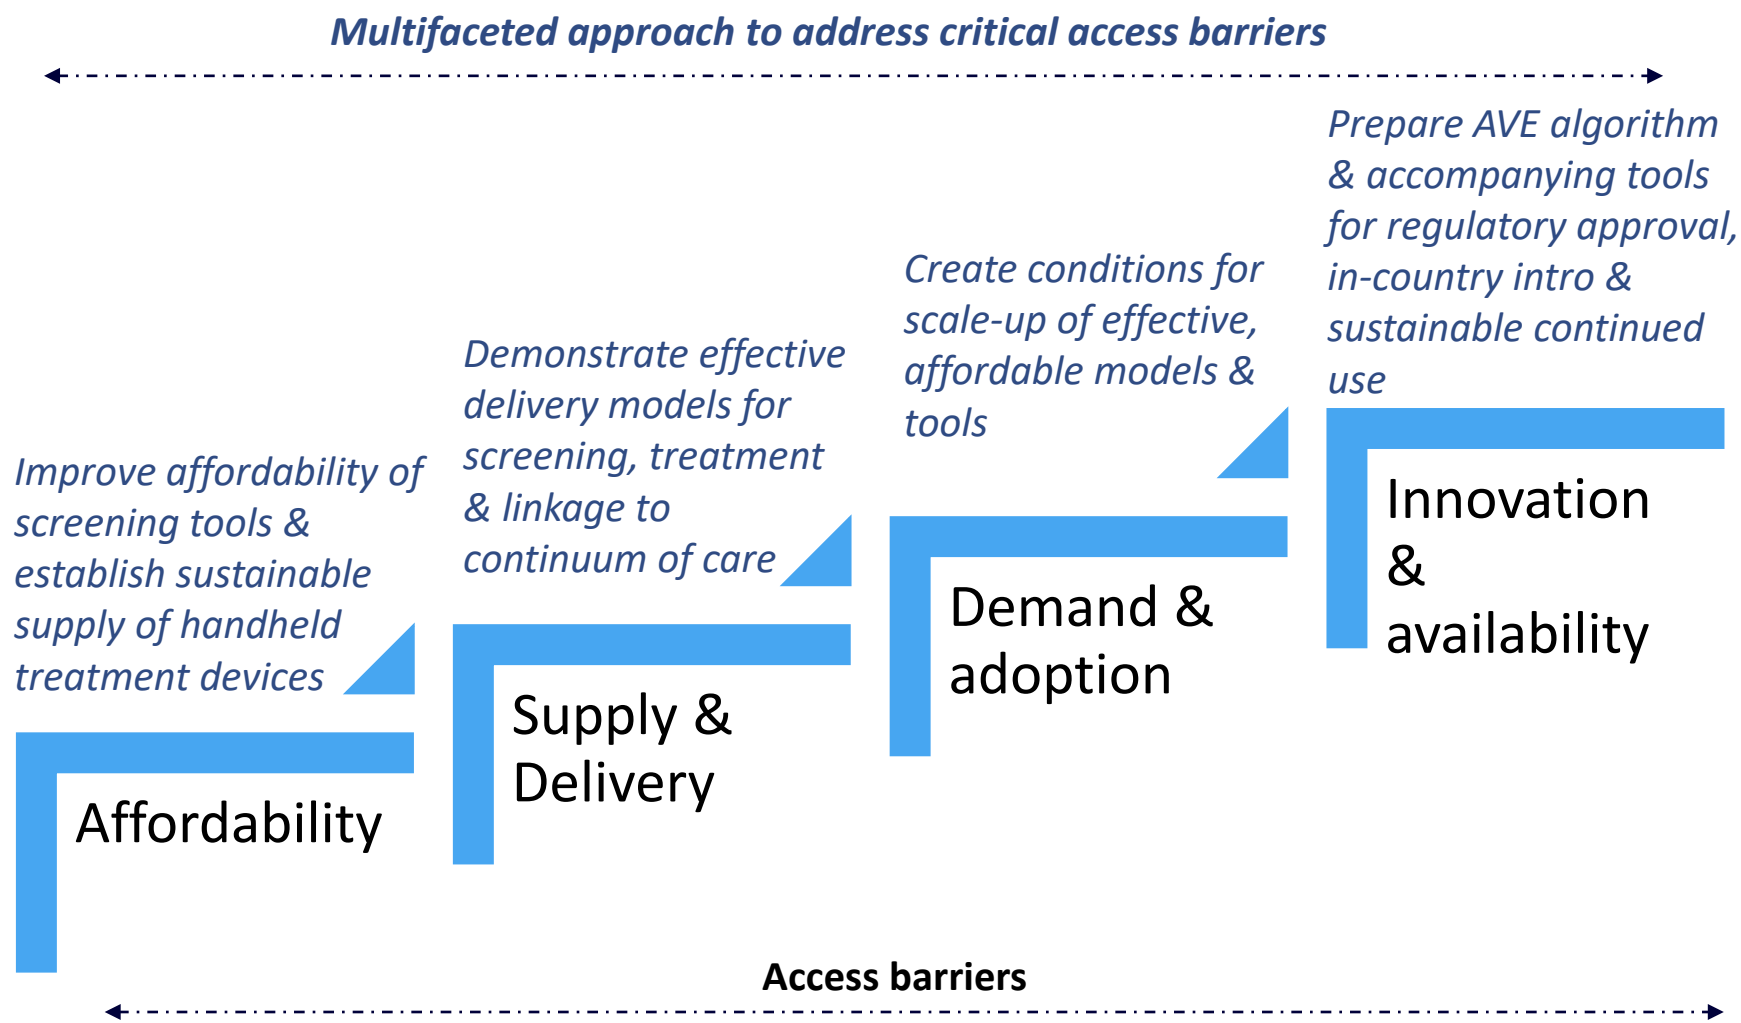 Multifaceted approach to address critical access barriers
Improve affordability of
screening tools &
establish sustainable
supply of handheld
treatment devices
Affordability
Demonstrate effective
delivery models for
screening, treatment
& linkage to
continuum of care
Supply &
Delivery
Create conditions for
scale-up of effective,
affordable models &
tools
Demand &
adoption
Prepare AVE algorithm
& accompanying tools
for regulatory approval,
in-country intro &
sustainable continued
use
Innovation
&
availability
Access barriers